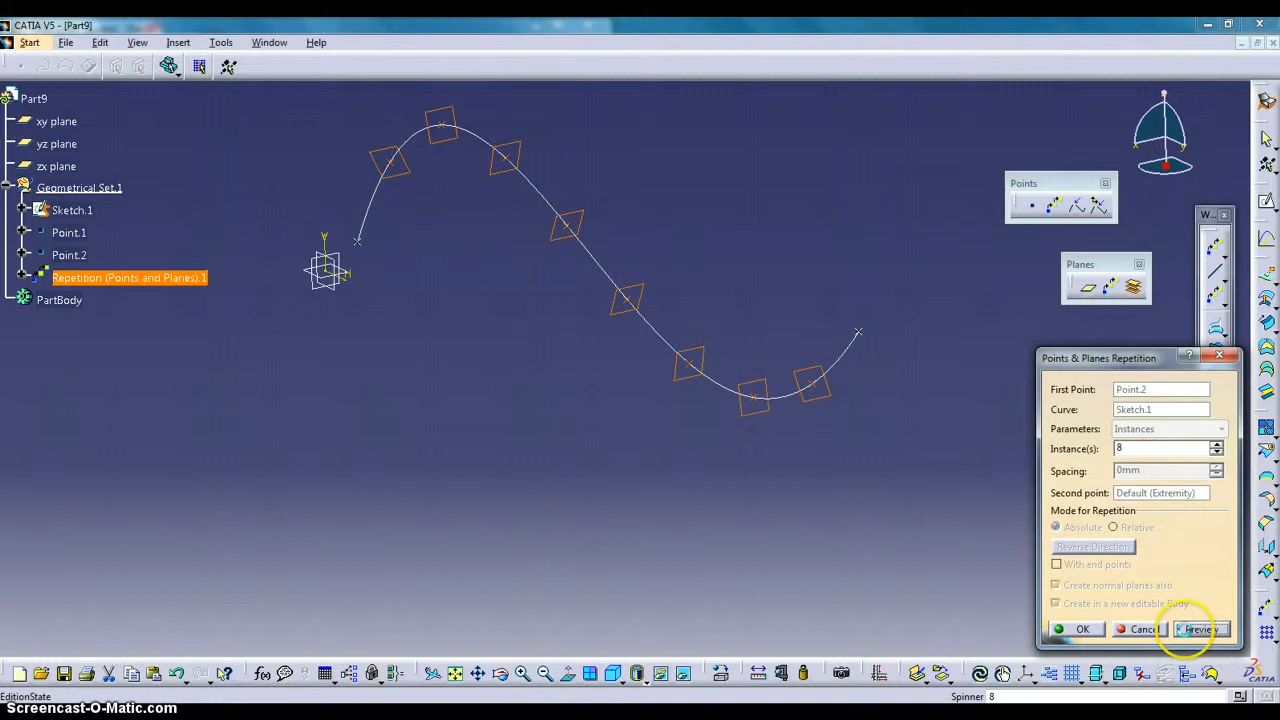 CATIA V5 - [Part9]
Start File Edit View Insert Tools Window Help
Part9
xy plane
yz plane
zx plane
Geometrical Set.1
Sketch.1
Point.1
Point.2
Repetition (Points and Planes).1
PartBody
Y
H
Points
W...
Planes
Points & Planes Repetition
First Point: Point.2
Curve: Sketch.1
Parameters: Instances
Instance(s): 8
Spacing: 0mm
Second point: Default (Extremity)
Mode for Repetition
Absolute Relative
Reverse Direction
With end points
Create normal planes also
Create in a new editable Body
OK Cancel Preview
CATIA
EditionState Spinner 8
Screencast-O-Matic.com